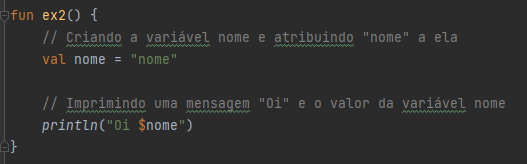 fun ex2() {
// Criando a variável nome e atribuindo "nome" a ela
val nome = "nome"
// Imprimindo uma mensagem "Oi" e o valor da variável nome
println("Oi $nome")
}